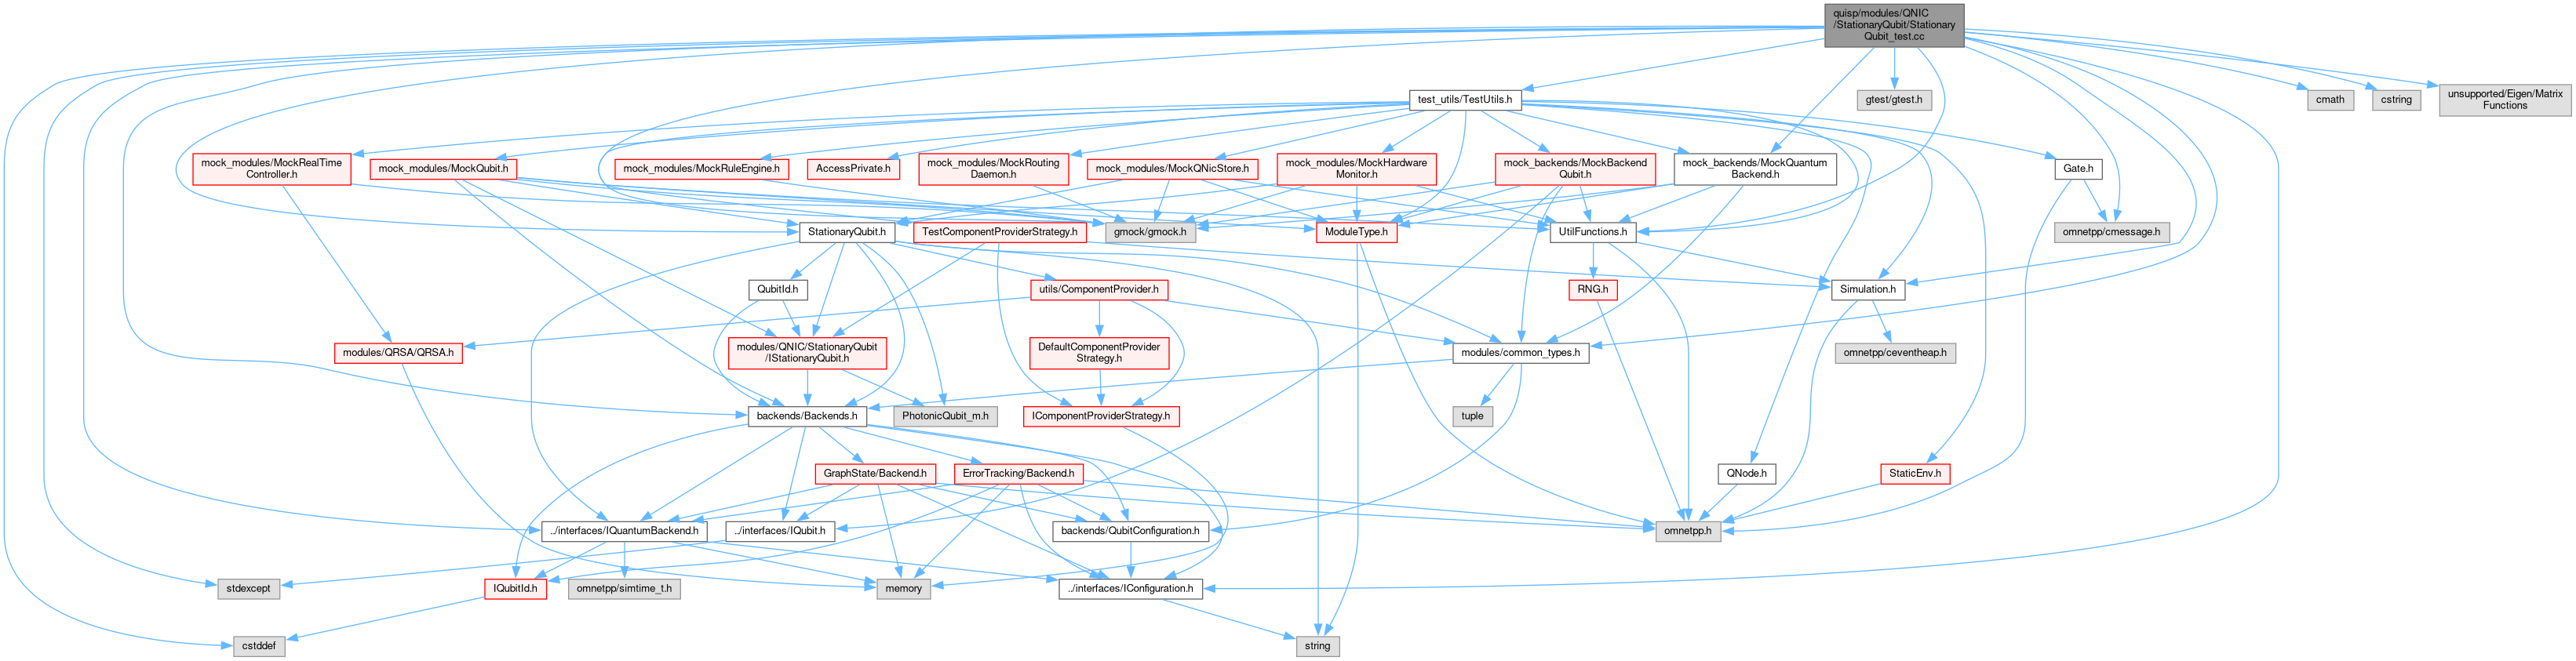 quisp/modules/QNIC
/StationaryQubit/Stationary
Qubit_test.cc
test_utils/TestUtils.h
gtest/gtest.h
cmath
cstring
unsupported/Eigen/Matrix
Functions
mock_modules/MockRealTime
Controller.h
mock_modules/MockQubit.h
mock_modules/MockRuleEngine.h
AccessPrivate.h
mock_modules/MockRouting
Daemon.h
mock_modules/MockQNicStore.h
mock_modules/MockHardware
Monitor.h
mock_backends/MockBackend
Qubit.h
mock_backends/MockQuantum
Backend.h
Gate.h
StationaryQubit.h
TestComponentProviderStrategy.h
gmock/gmock.h
ModuleType.h
UtilFunctions.h
omnetpp/cmessage.h
QubitId.h
utils/ComponentProvider.h
RNG.h
Simulation.h
modules/QRSA/QRSA.h
modules/QNIC/StationaryQubit
/IStationaryQubit.h
DefaultComponentProvider
Strategy.h
modules/common_types.h
omnetpp/ceventheap.h
backends/Backends.h
PhotonicQubit_m.h
IComponentProviderStrategy.h
tuple
GraphState/Backend.h
ErrorTracking/Backend.h
QNode.h
StaticEnv.h
../interfaces/IQuantumBackend.h
../interfaces/IQubit.h
backends/QubitConfiguration.h
omnetpp.h
stdexcept
IQubitId.h
omnetpp/simtime_t.h
memory
../interfaces/IConfiguration.h
cstddef
string